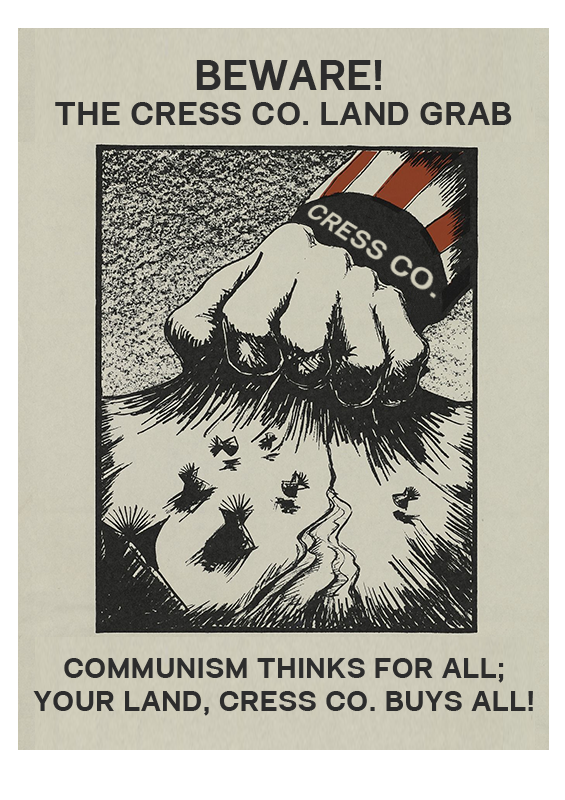 BEWARE!
THE CRESS CO. LAND GRAB
CRESS CO.
COMMUNISM THINKS FOR ALL;
YOUR LAND, CRESS CO. BUYS ALL!